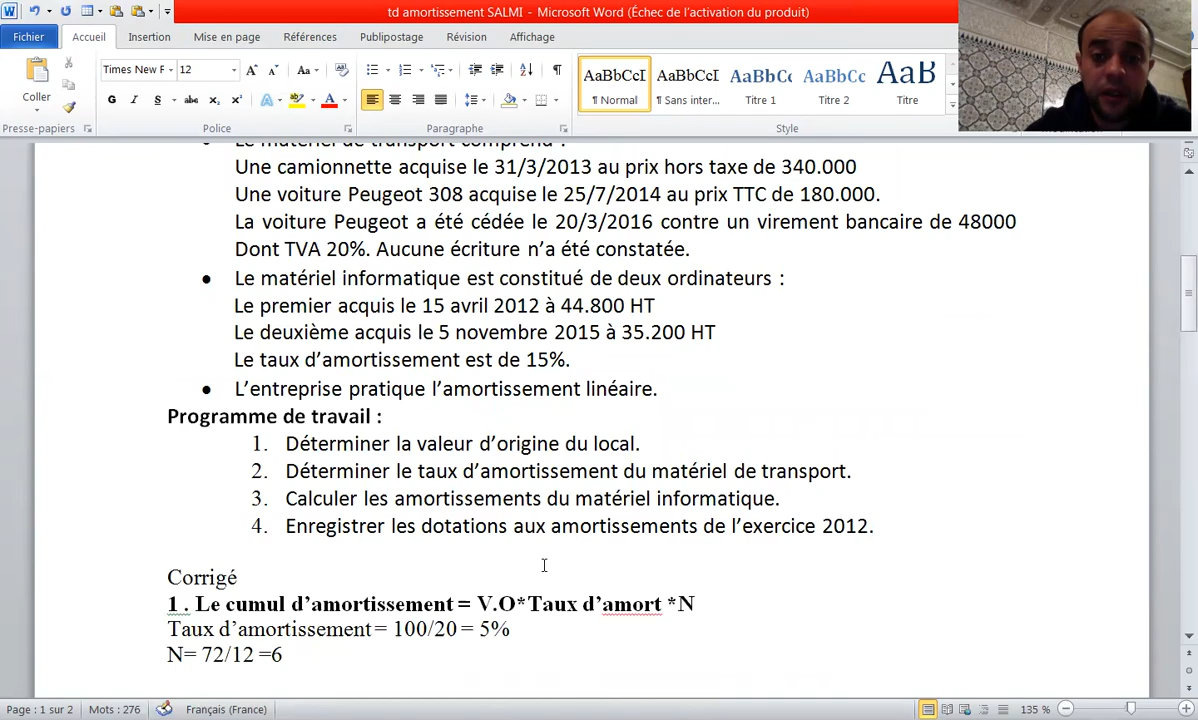 td amortissement SALMI - Microsoft Word (Échec de l'activation du produit)
Fichier Accueil Insertion Mise en page Références Publipostage Révision Affichage
Times New F 12
AaBbCcI AaBbCcI AaBbCc AaBbCc AaB
Coller
G I S abc x₂ x² A A
¶ Normal ¶ Sans inter... Titre 1 Titre 2 Titre
Presse-papiers Police Paragraphe Style
Le matériel de transport comprend :
Une camionnette acquise le 31/3/2013 au prix hors taxe de 340.000
Une voiture Peugeot 308 acquise le 25/7/2014 au prix TTC de 180.000.
La voiture Peugeot a été cédée le 20/3/2016 contre un virement bancaire de 48000
Dont TVA 20%. Aucune écriture n'a été constatée.
• Le matériel informatique est constitué de deux ordinateurs :
Le premier acquis le 15 avril 2012 à 44.800 HT
Le deuxième acquis le 5 novembre 2015 à 35.200 HT
Le taux d'amortissement est de 15%.
• L'entreprise pratique l'amortissement linéaire.
Programme de travail :
1. Déterminer la valeur d'origine du local.
2. Déterminer le taux d'amortissement du matériel de transport.
3. Calculer les amortissements du matériel informatique.
4. Enregistrer les dotations aux amortissements de l'exercice 2012.
Corrigé
1 . Le cumul d'amortissement = V.O*Taux d'amort *N
Taux d'amortissement = 100/20 = 5%
N= 72/12 =6
Page : 1 sur 2 Mots : 276 Français (France) 135 %